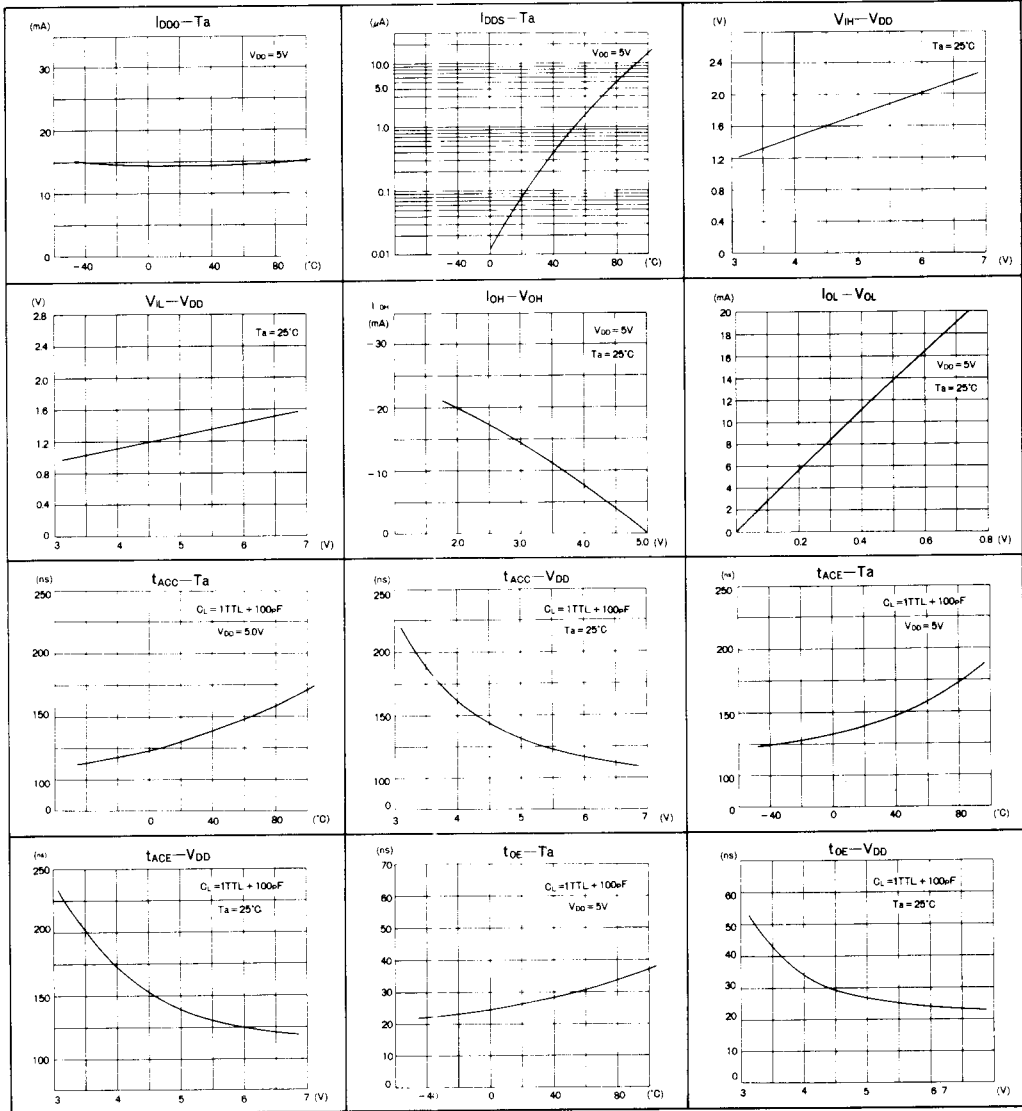 IDDO—Ta
(mA)
VDD = 5V
30
20
10
0
-40 0 40 80 (°C)
IDDS—Ta
(μA)
VDD = 5V
10.0
5.0
1.0
0.1
0.01
0 40 80 (°C)
VIH—VDD
(V)
Ta = 25°C
2.4
2.0
1.6
1.2
0.8
0.4
0
3 4 5 6 7 (V)
VIL—VDD
(V)
2.8
Ta = 25°C
2.4
2.0
1.6
1.2
0.8
0.4
0
3 4 5 6 7 (V)
IOH—VOH
IOH
(mA)
VDD = 5V
-30
Ta = 25°C
-20
-10
0
2.0 3.0 4.0 5.0 (V)
IOL—VOL
(mA)
20
18
16
VDD = 5V
14
Ta = 25°C
12
10
8
6
4
2
0
0.2 0.4 0.6 0.8 (V)
tACC—Ta
(ns)
250
CL = 1TTL + 100pF
VDD = 5.0V
200
150
100
0
0 40 80 (°C)
tACC—VDD
(ns)
250
CL = 1TTL + 100pF
Ta = 25°C
200
150
100
0
3 4 5 6 7 (V)
tACE—Ta
(ns)
250
CL = 1TTL + 100pF
VDD = 5V
200
150
100
0
-40 0 40 80 (°C)
tACE—VDD
(ns)
250
CL = 1TTL + 100pF
Ta = 25°C
200
150
100
0
3 4 5 6 7 (V)
tOE—Ta
(ns)
70
60
CL = 1TTL + 100pF
VDD = 5V
50
40
30
20
10
0
0 40 80 (°C)
tOE—VDD
(ns)
60
CL = 1TTL + 100pF
Ta = 25°C
50
40
30
20
10
0
3 4 5 6 7 (V)